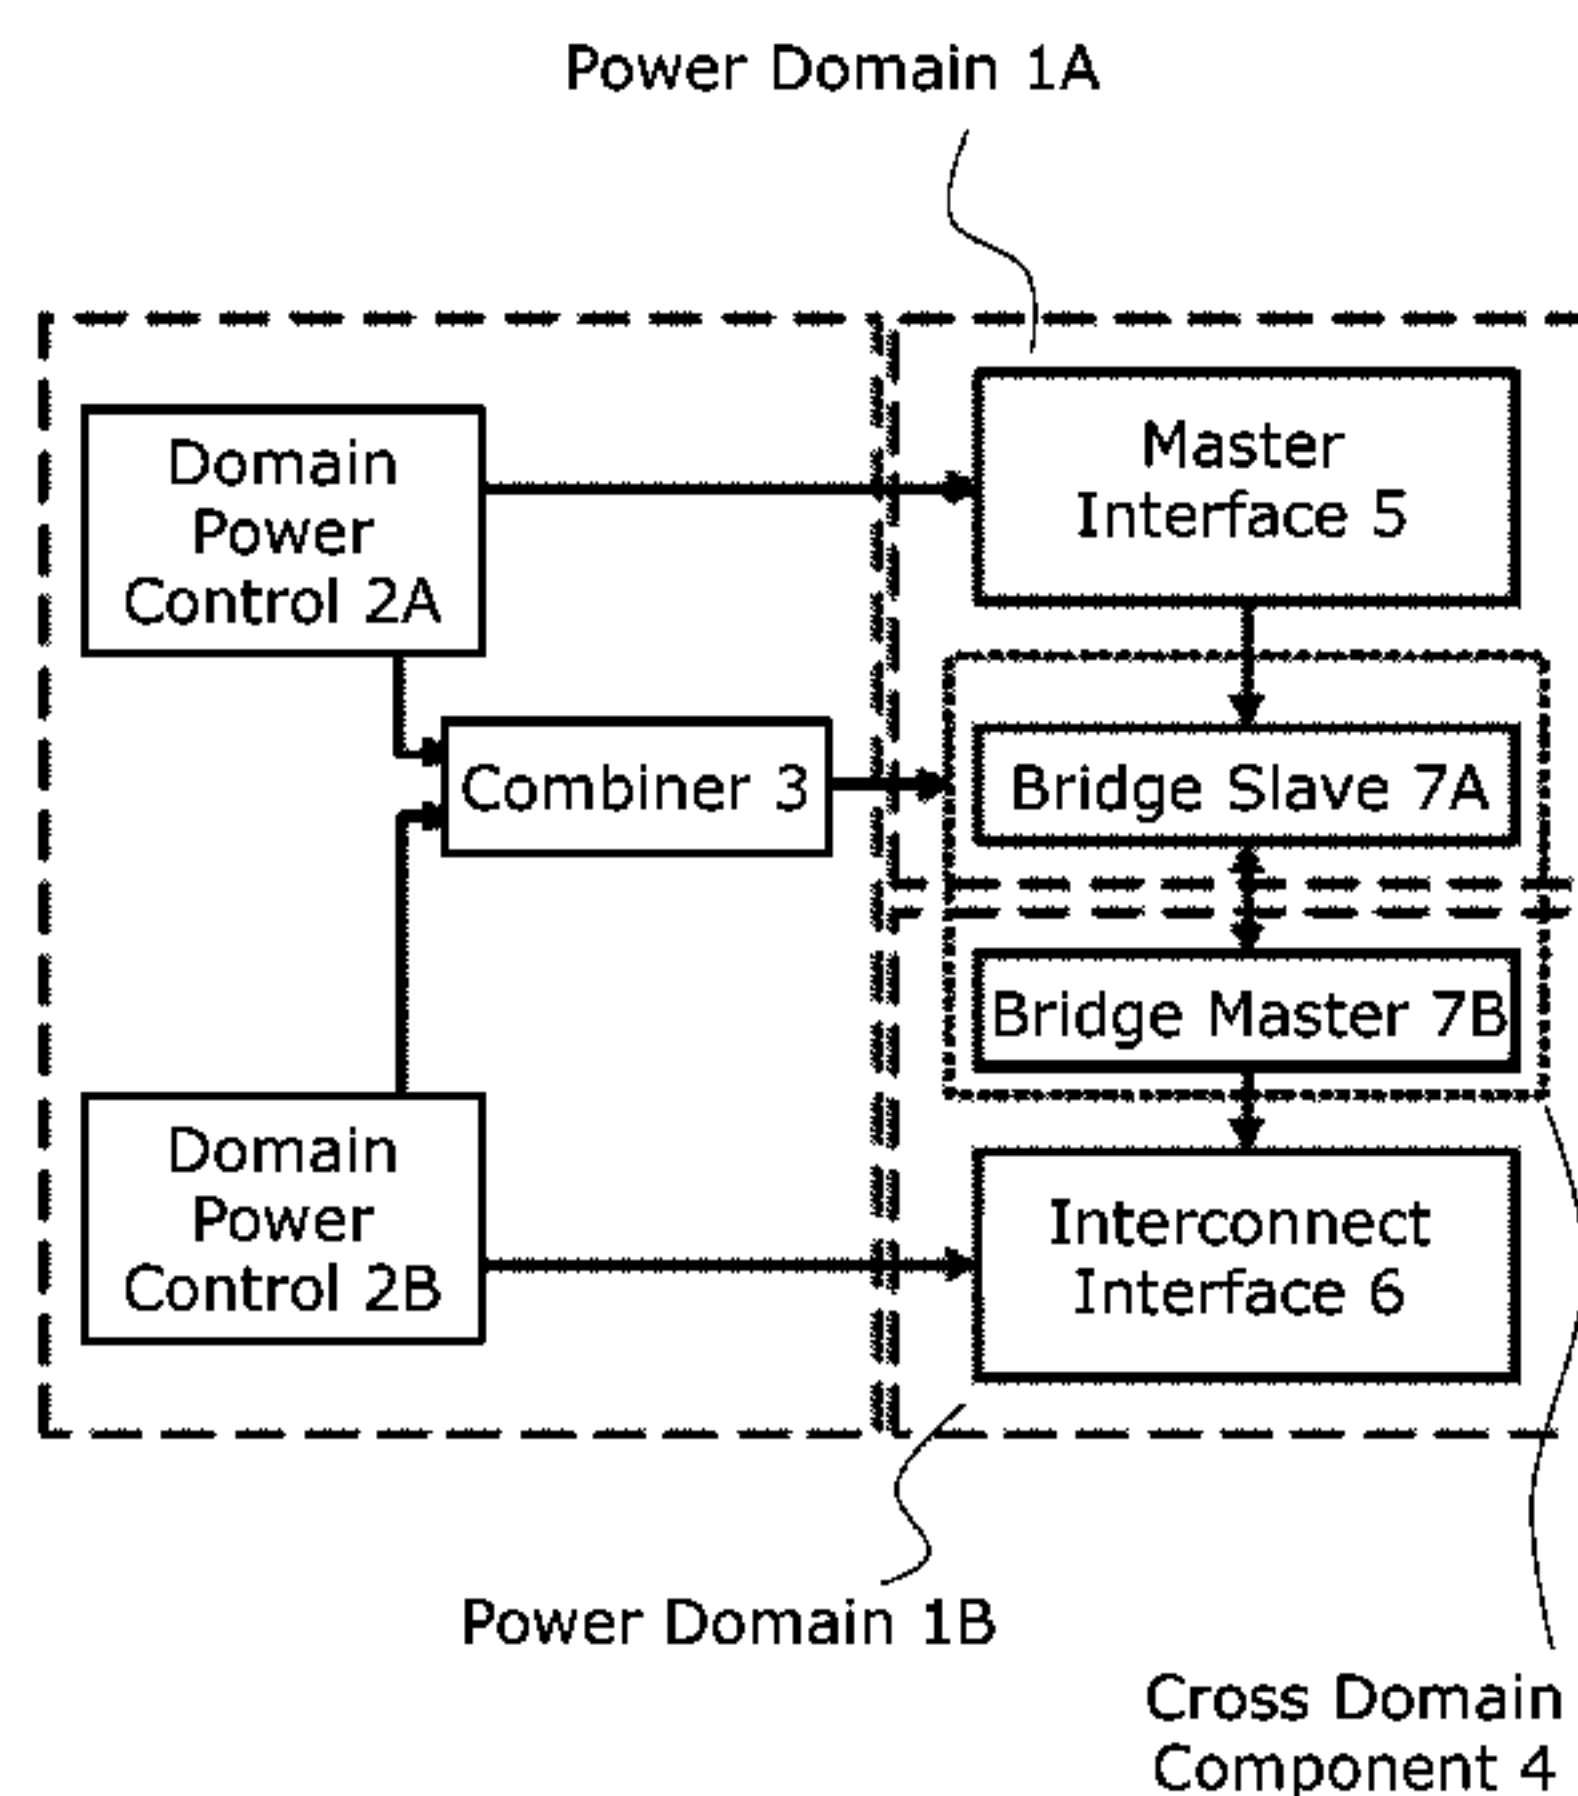 Power Domain 1A
Domain
Power
Control 2A
Master
Interface 5
Combiner 3
Bridge Slave 7A
Bridge Master 7B
Domain
Power
Control 2B
Interconnect
Interface 6
Power Domain 1B
Cross Domain
Component 4